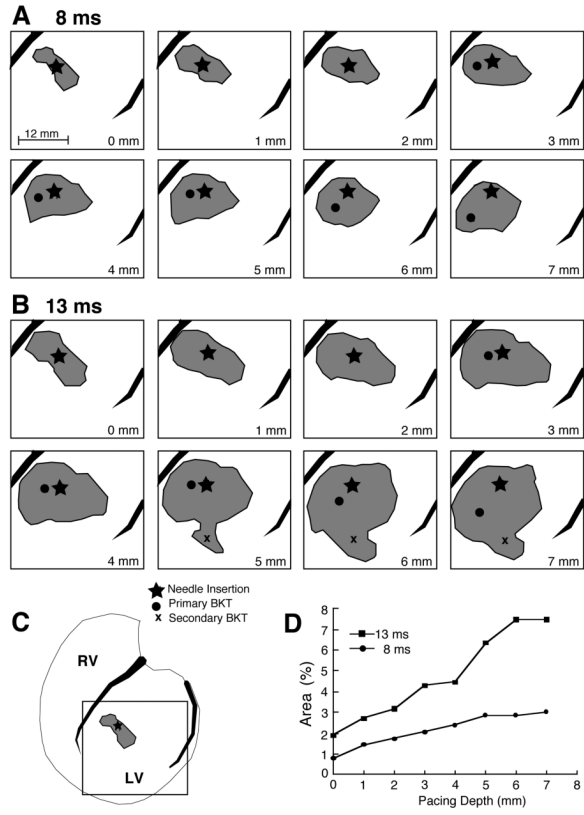 A 8 ms
12 mm
0 mm
1 mm
2 mm
3 mm
4 mm
5 mm
6 mm
7 mm
B 13 ms
0 mm
1 mm
2 mm
3 mm
4 mm
x
5 mm
x
6 mm
x
7 mm
Needle Insertion
Primary BKT
x Secondary BKT
C
RV
LV
D
8
7
6
5
4
3
2
1
0
Area (%)
13 ms
8 ms
0 1 2 3 4 5 6 7 8
Pacing Depth (mm)